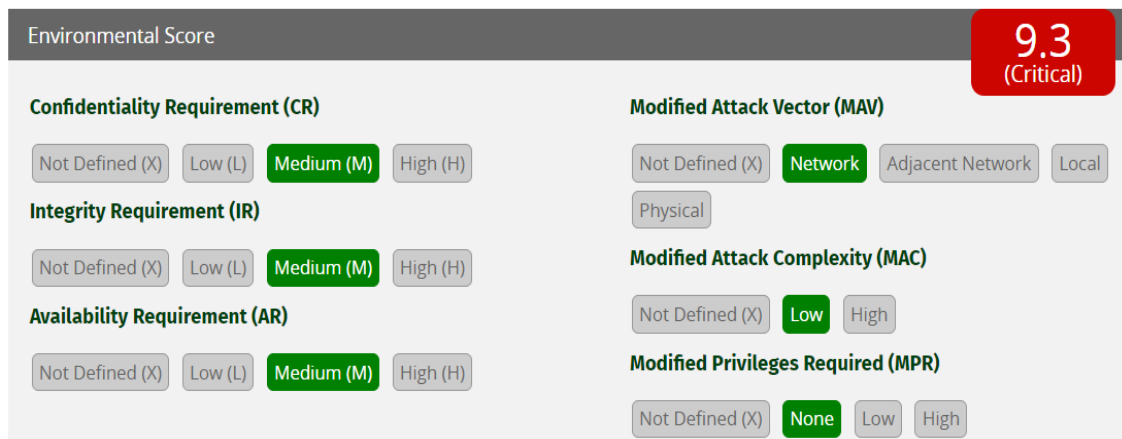 Environmental Score
9.3
(Critical)
Confidentiality Requirement (CR)
Not Defined (X) Low (L) Medium (M) High (H)
Integrity Requirement (IR)
Not Defined (X) Low (L) Medium (M) High (H)
Availability Requirement (AR)
Not Defined (X) Low (L) Medium (M) High (H)
Modified Attack Vector (MAV)
Not Defined (X) Network Adjacent Network Local
Physical
Modified Attack Complexity (MAC)
Not Defined (X) Low High
Modified Privileges Required (MPR)
Not Defined (X) None Low High